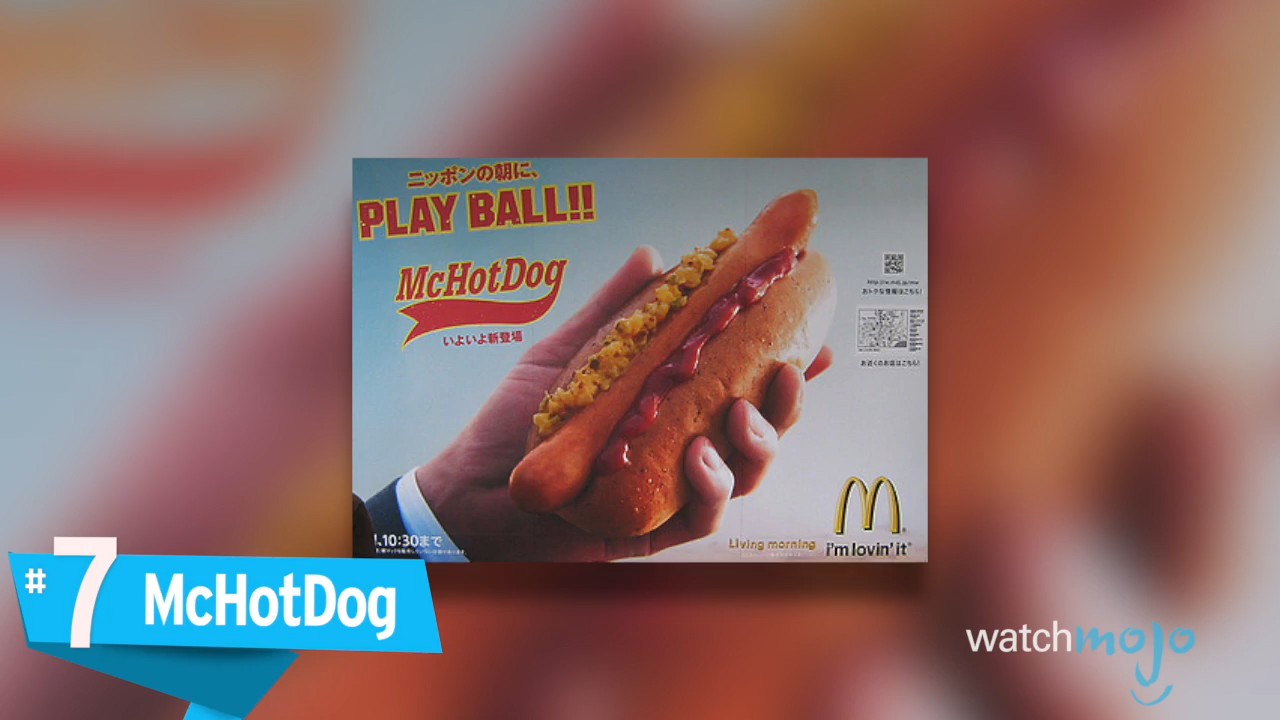 ニッポンの朝に、
PLAY BALL!!
McHotDog
いよいよ新登場
おトクな情報はこちら!
お近くのお店はこちら!
10:30まで
Living morning
i'm lovin' it
#7 McHotDog
watchmojo